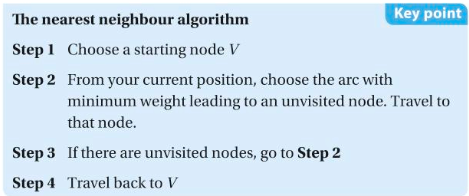 Key point
The nearest neighbour algorithm
Step 1 Choose a starting node V
Step 2 From your current position, choose the arc with
minimum weight leading to an unvisited node. Travel to
that node.
Step 3 If there are unvisited nodes, go to Step 2
Step 4 Travel back to V